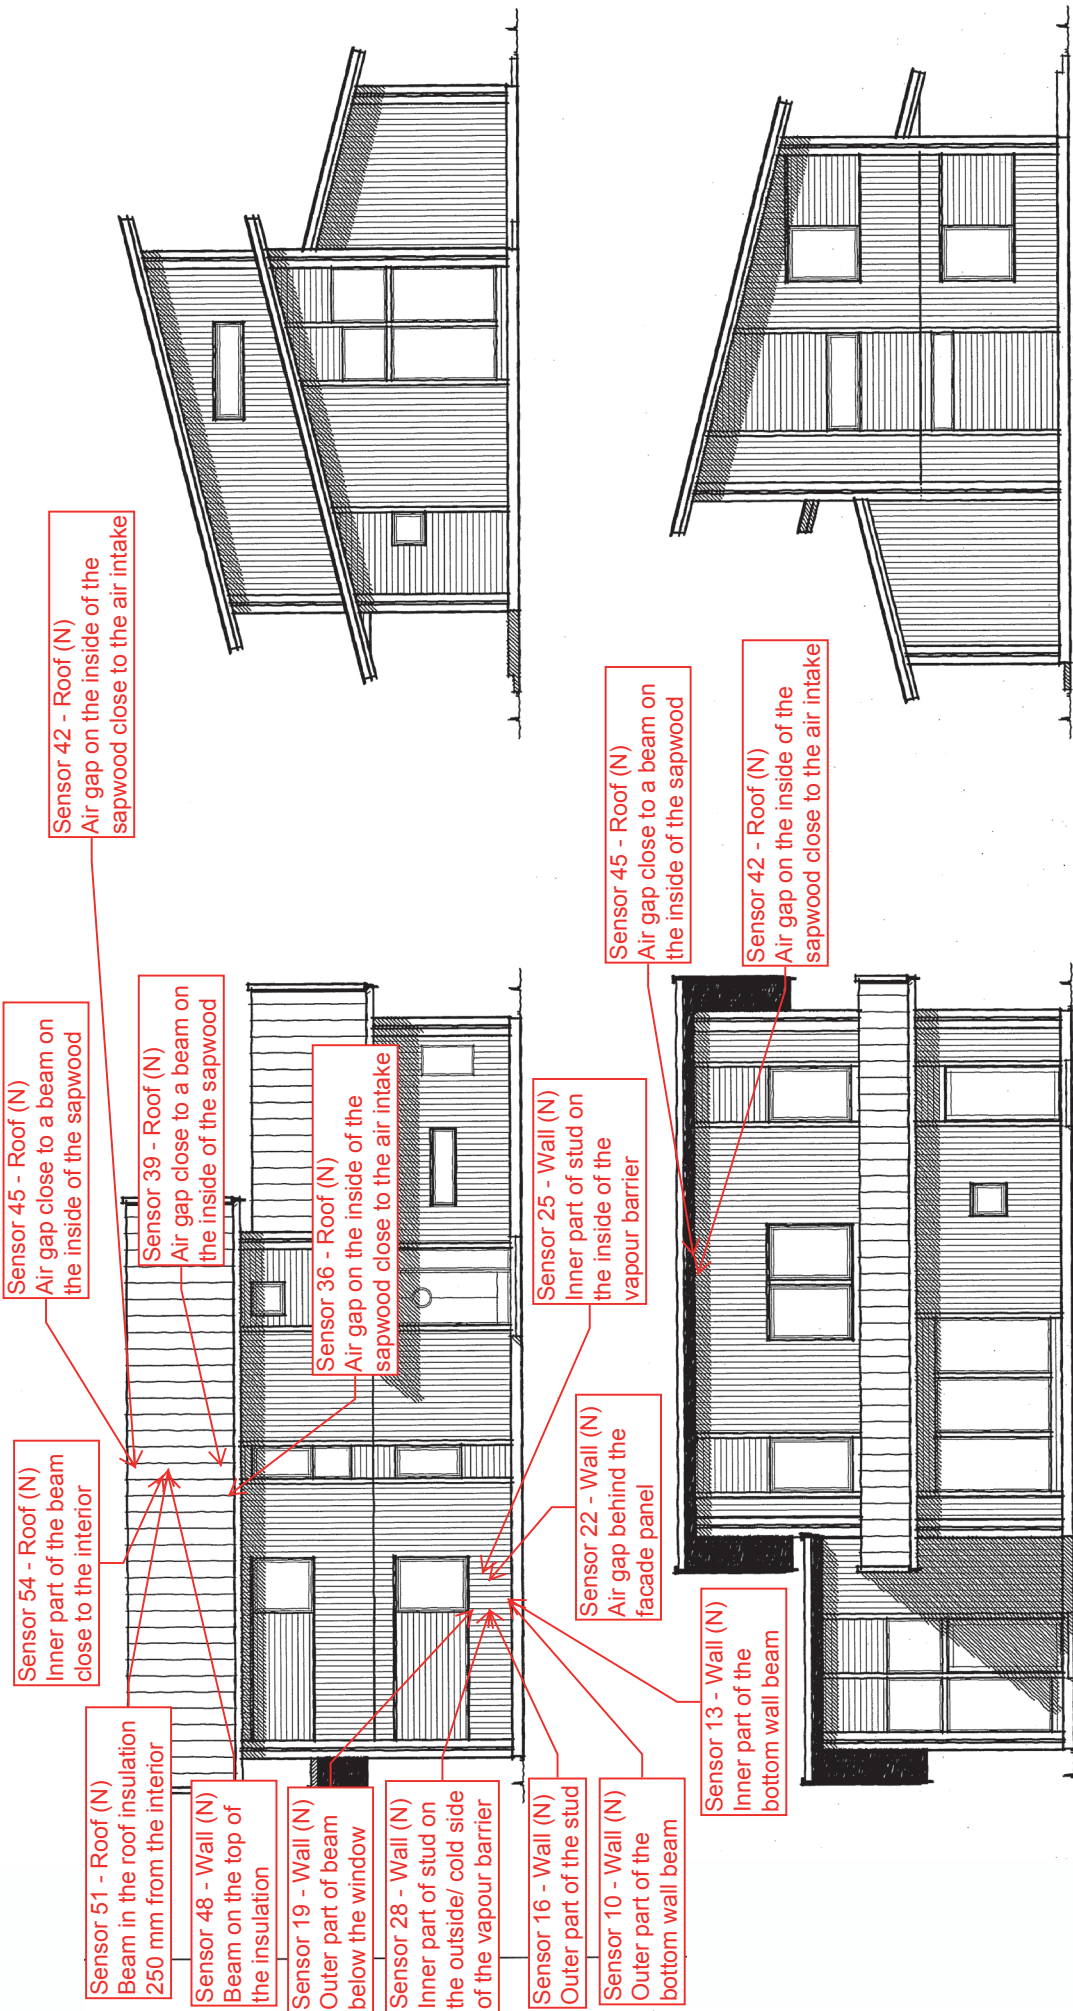 Sensor 51 - Roof (N)
Beam in the roof insulation
250 mm from the interior
Sensor 54 - Roof (N)
Inner part of the beam
close to the interior
Sensor 45 - Roof (N)
Air gap close to a beam on
the inside of the sapwood
Sensor 42 - Roof (N)
Air gap on the inside of the
sapwood close to the air intake
Sensor 39 - Roof (N)
Air gap close to a beam on
the inside of the sapwood
Sensor 36 - Roof (N)
Air gap on the inside of the
sapwood close to the air intake
Sensor 48 - Wall (N)
Beam on the top of
the insulation
Sensor 19 - Wall (N)
Outer part of beam
below the window
Sensor 28 - Wall (N)
Inner part of stud on
the outside/ cold side
of the vapour barrier
Sensor 16 - Wall (N)
Outer part of the stud
Sensor 10 - Wall (N)
Outer part of the
bottom wall beam
Sensor 13 - Wall (N)
Inner part of the
bottom wall beam
Sensor 22 - Wall (N)
Air gap behind the
facade panel
Sensor 25 - Wall (N)
Inner part of stud on
the inside of the
vapour barrier
Sensor 45 - Roof (N)
Air gap close to a beam on
the inside of the sapwood
Sensor 42 - Roof (N)
Air gap on the inside of the
sapwood close to the air intake